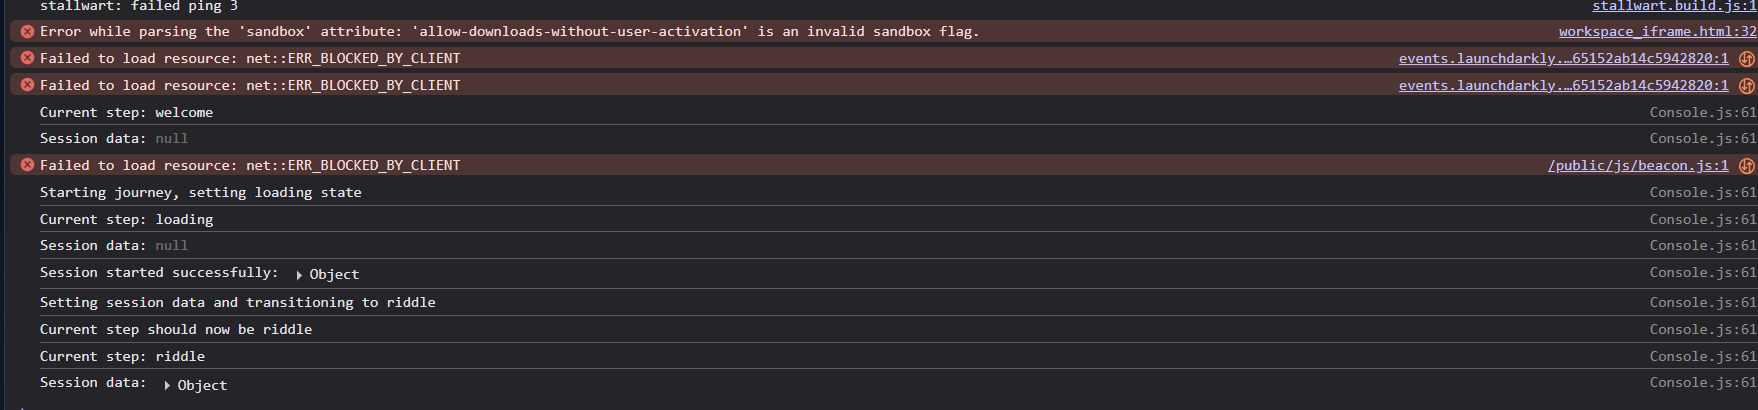 stallwart: failed ping 3 stallwart.build.js:1
Error while parsing the 'sandbox' attribute: 'allow-downloads-without-user-activation' is an invalid sandbox flag. workspace_iframe.html:32
Failed to load resource: net::ERR_BLOCKED_BY_CLIENT events.launchdarkly.…65152ab14c5942820:1
Failed to load resource: net::ERR_BLOCKED_BY_CLIENT events.launchdarkly.…65152ab14c5942820:1
Current step: welcome Console.js:61
Session data: null Console.js:61
Failed to load resource: net::ERR_BLOCKED_BY_CLIENT /public/js/beacon.js:1
Starting journey, setting loading state Console.js:61
Current step: loading Console.js:61
Session data: null Console.js:61
Session started successfully: Object Console.js:61
Setting session data and transitioning to riddle Console.js:61
Current step should now be riddle Console.js:61
Current step: riddle Console.js:61
Session data: Object Console.js:61